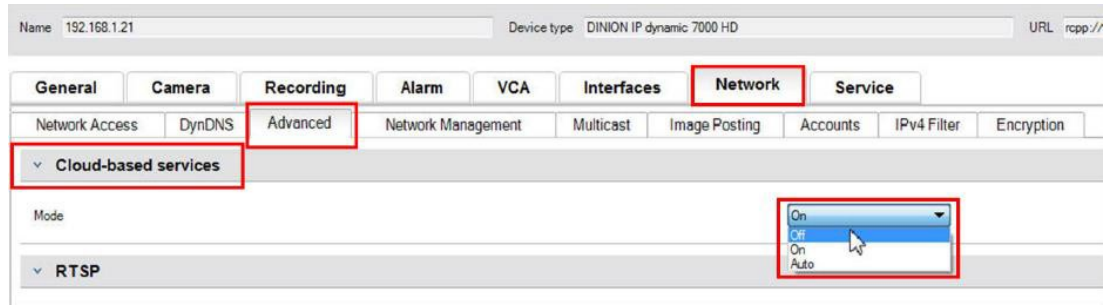 Name 192.168.1.21 Device type DINION IP dynamic 7000 HD URL rcpp://
General Camera Recording Alarm VCA Interfaces Network Service
Network Access DynDNS Advanced Network Management Multicast Image Posting Accounts IPv4 Filter Encryption
Cloud-based services
Mode On
Off
On
Auto
RTSP